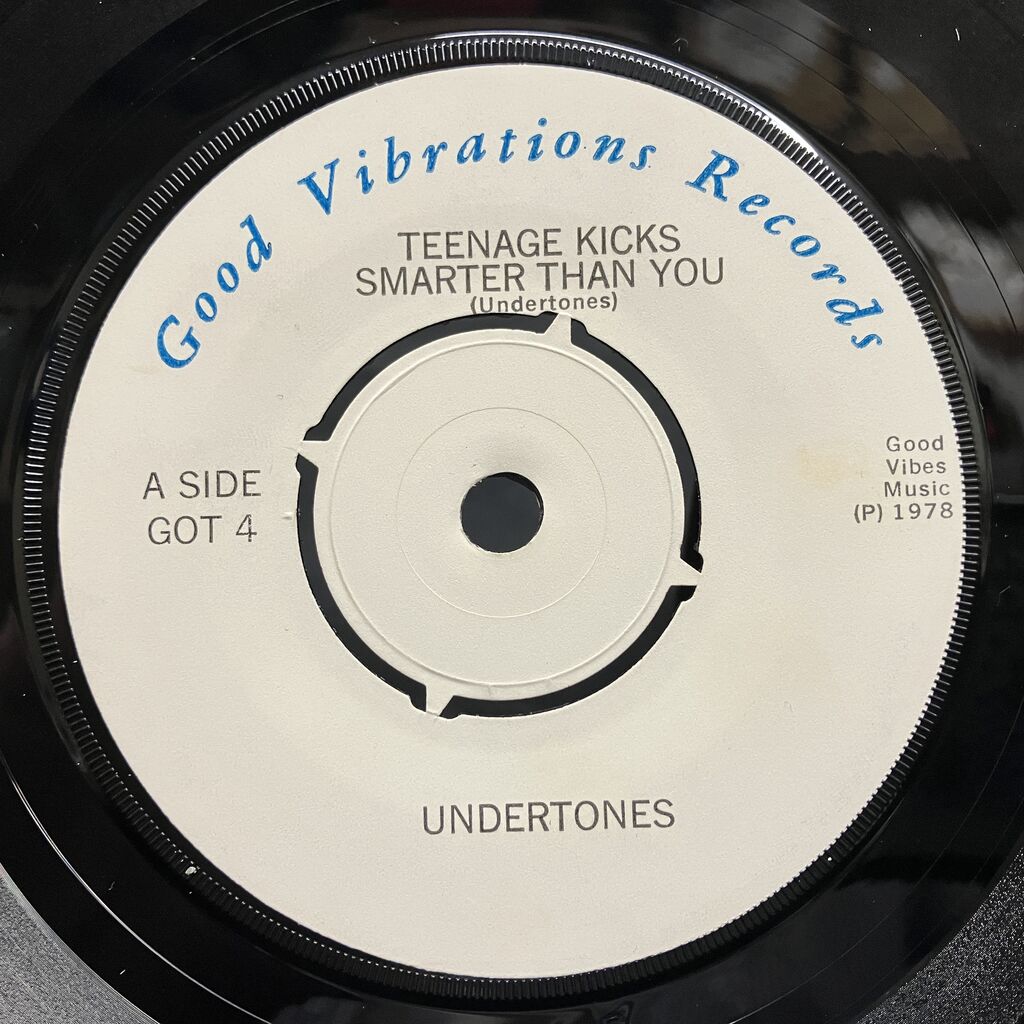 Good Vibrations Records
TEENAGE KICKS
SMARTER THAN YOU
(Undertones)
A SIDE
GOT 4
Good
Vibes
Music
(P) 1978
UNDERTONES